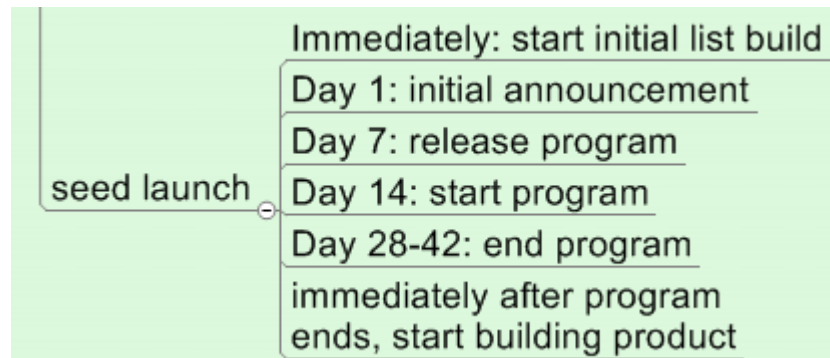 Immediately: start initial list build
Day 1: initial announcement
Day 7: release program
seed launch
Day 14: start program
Day 28-42: end program
immediately after program
ends, start building product